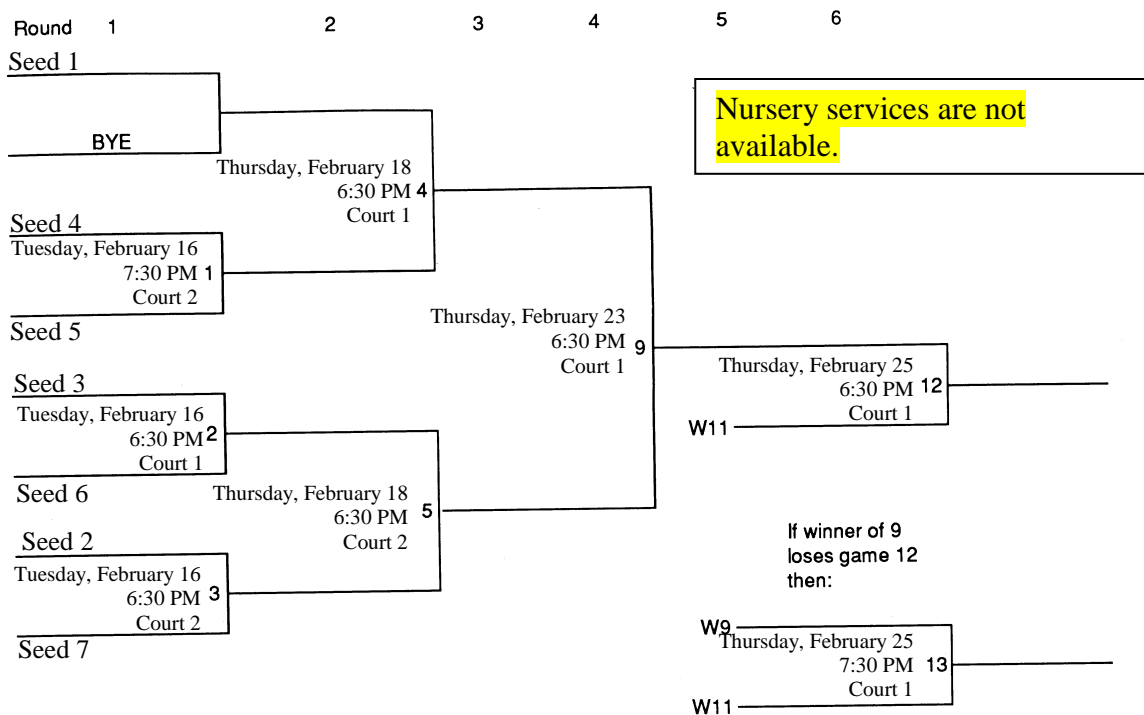 Round 1 2 3 4 5 6
Seed 1
BYE
Nursery services are not
available.
Thursday, February 18
6:30 PM 4
Court 1
Seed 4
Tuesday, February 16
7:30 PM 1
Court 2
Seed 5
Thursday, February 23
6:30 PM 9
Court 1
Thursday, February 25
6:30 PM 12
Court 1
W11
Seed 3
Tuesday, February 16
6:30 PM 2
Court 1
Seed 6
Thursday, February 18
6:30 PM 5
Court 2
Seed 2
Tuesday, February 16
6:30 PM 3
Court 2
Seed 7
If winner of 9
loses game 12
then:
W9
Thursday, February 25
7:30 PM 13
Court 1
W11